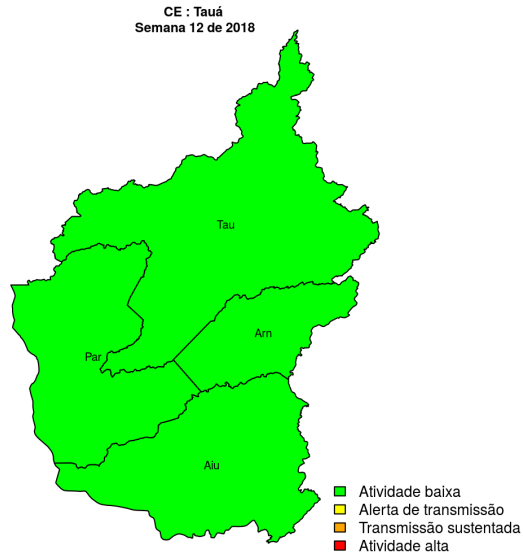 CE : Tauá
Semana 12 de 2018
Tau
Arn
Par
Aiu
Atividade baixa
Alerta de transmissão
Transmissão sustentada
Atividade alta